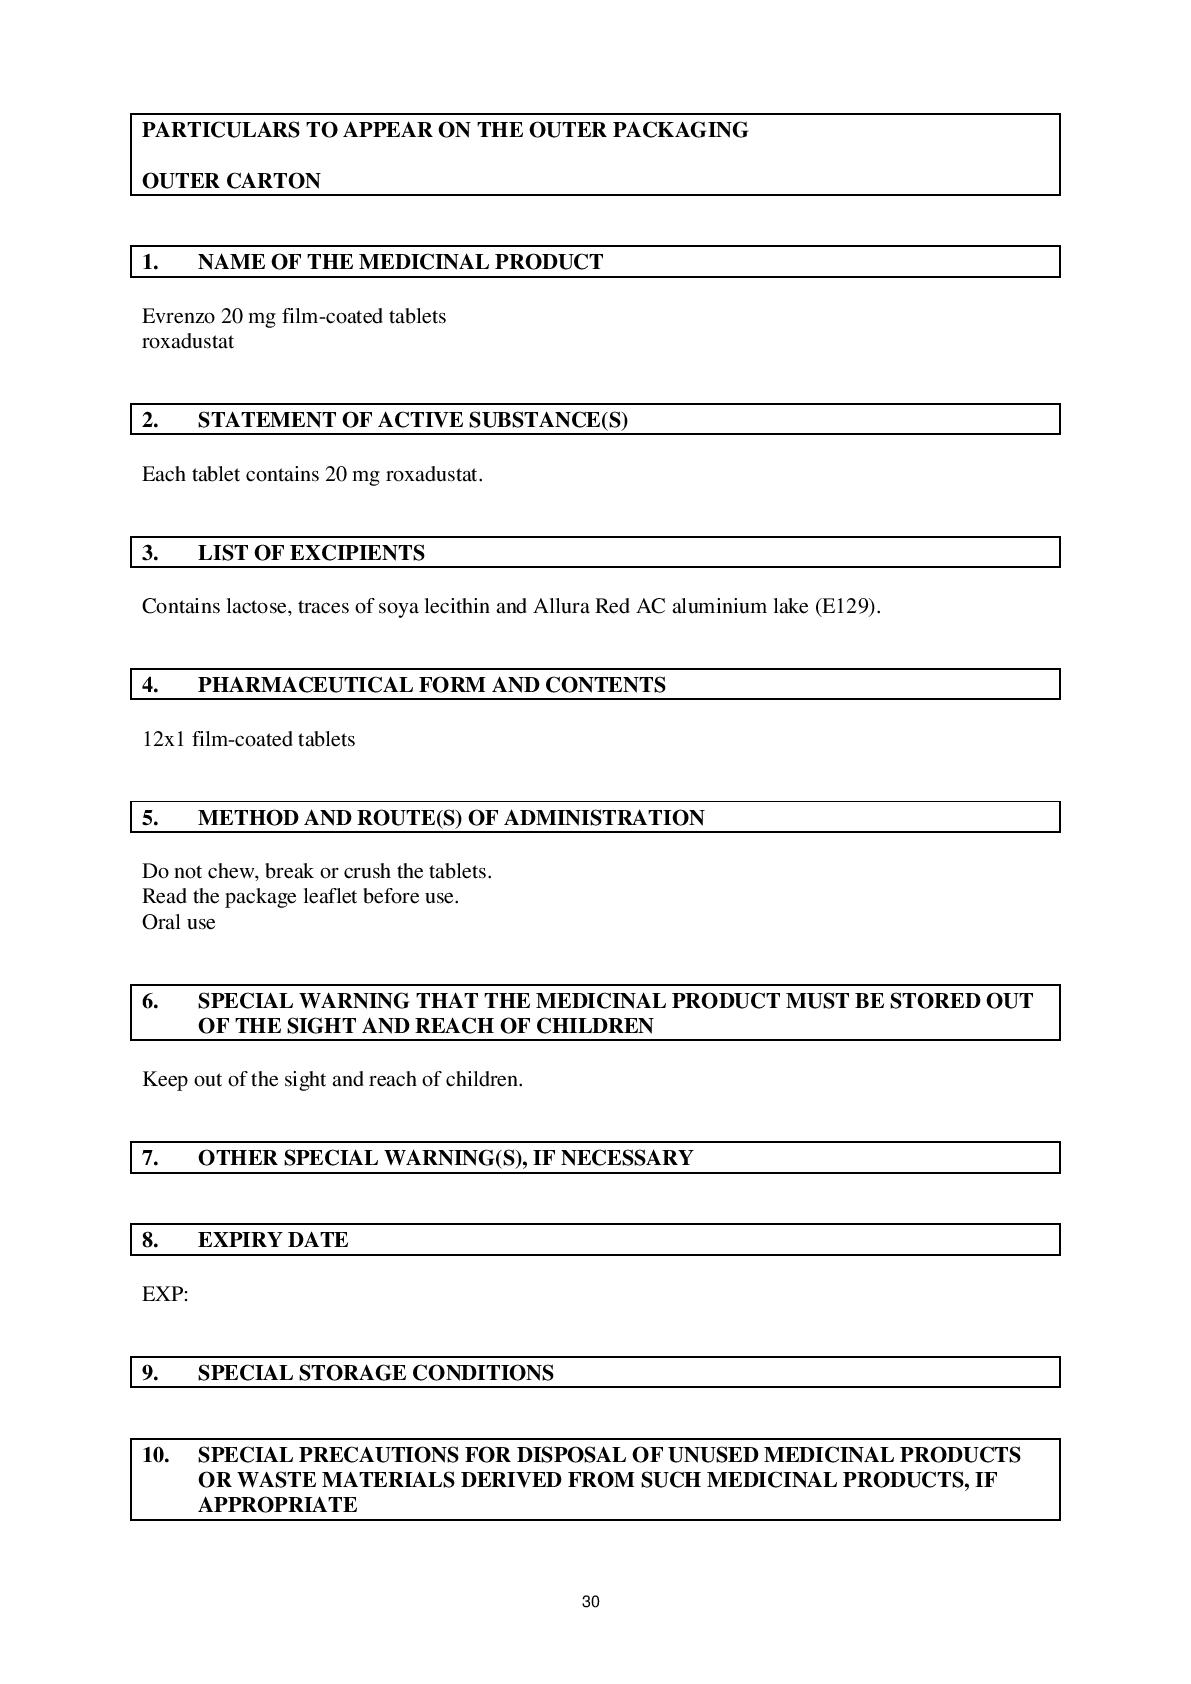 PARTICULARS TO APPEAR ON THE OUTER PACKAGING
OUTER CARTON
1. NAME OF THE MEDICINAL PRODUCT
Evrenzo 20 mg film-coated tablets
roxadustat
2. STATEMENT OF ACTIVE SUBSTANCE(S)
Each tablet contains 20 mg roxadustat.
3. LIST OF EXCIPIENTS
Contains lactose, traces of soya lecithin and Allura Red AC aluminium lake (E129).
4. PHARMACEUTICAL FORM AND CONTENTS
12x1 film-coated tablets
5. METHOD AND ROUTE(S) OF ADMINISTRATION
Do not chew, break or crush the tablets.
Read the package leaflet before use.
Oral use
6. SPECIAL WARNING THAT THE MEDICINAL PRODUCT MUST BE STORED OUT
OF THE SIGHT AND REACH OF CHILDREN
Keep out of the sight and reach of children.
7. OTHER SPECIAL WARNING(S), IF NECESSARY
8. EXPIRY DATE
EXP:
9. SPECIAL STORAGE CONDITIONS
10. SPECIAL PRECAUTIONS FOR DISPOSAL OF UNUSED MEDICINAL PRODUCTS
OR WASTE MATERIALS DERIVED FROM SUCH MEDICINAL PRODUCTS, IF
APPROPRIATE
30